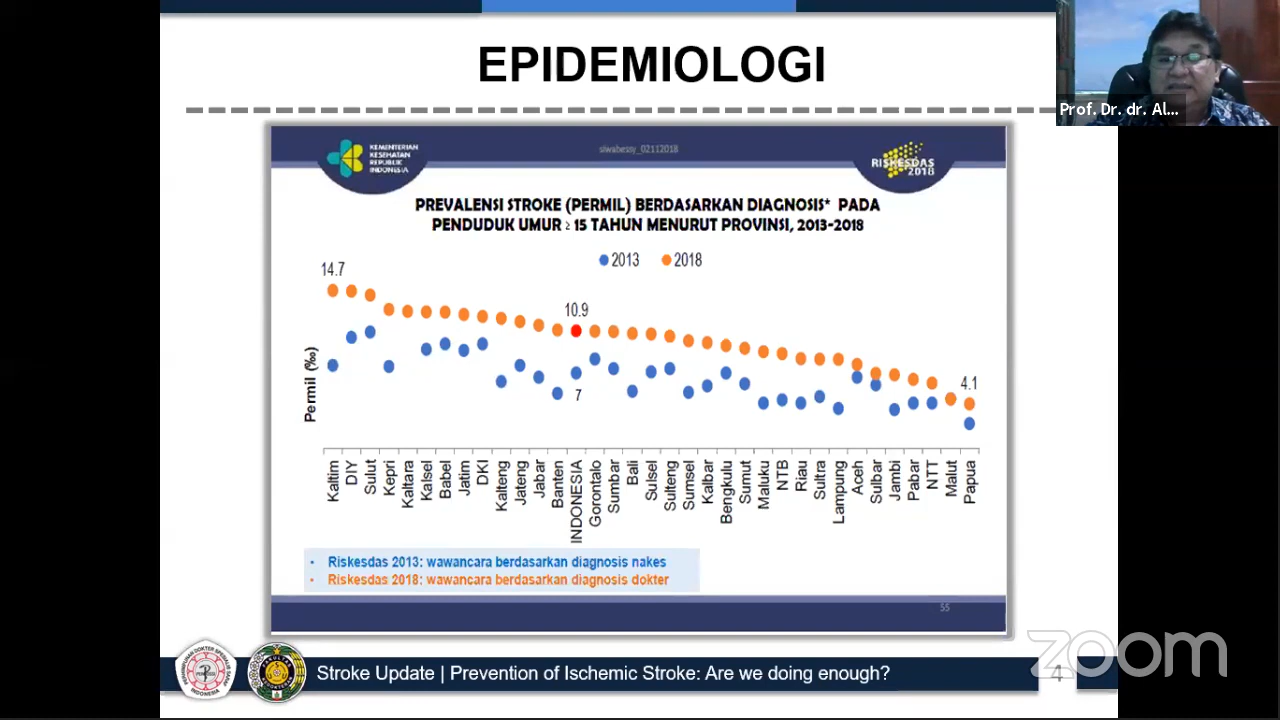 EPIDEMIOLOGI
Prof. Dr. dr. Al...
KEMENTERIAN
KESEHATAN
REPUBLIK
INDONESIA
siwabessy_02112018
RISKESDAS
2018
PREVALENSI STROKE (PERMIL) BERDASARKAN DIAGNOSIS* PADA
PENDUDUK UMUR ≥ 15 TAHUN MENURUT PROVINSI, 2013-2018
2013 2018
14.7
10.9
7
4.1
Permil (‰)
Kaltim
DIY
Sulut
Kepri
Kaltara
Kalsel
Babel
Jatim
DKI
Kalteng
Jateng
Jabar
Banten
INDONESIA
Gorontalo
Sumbar
Bali
Sulsel
Sulteng
Sumsel
Kalbar
Bengkulu
Sumut
Maluku
NTB
Riau
Sultra
Lampung
Aceh
Sulbar
Jambi
Pabar
NTT
Malut
Papua
• Riskesdas 2013: wawancara berdasarkan diagnosis nakes
• Riskesdas 2018: wawancara berdasarkan diagnosis dokter
55
Stroke Update | Prevention of Ischemic Stroke: Are we doing enough?
4
zoom